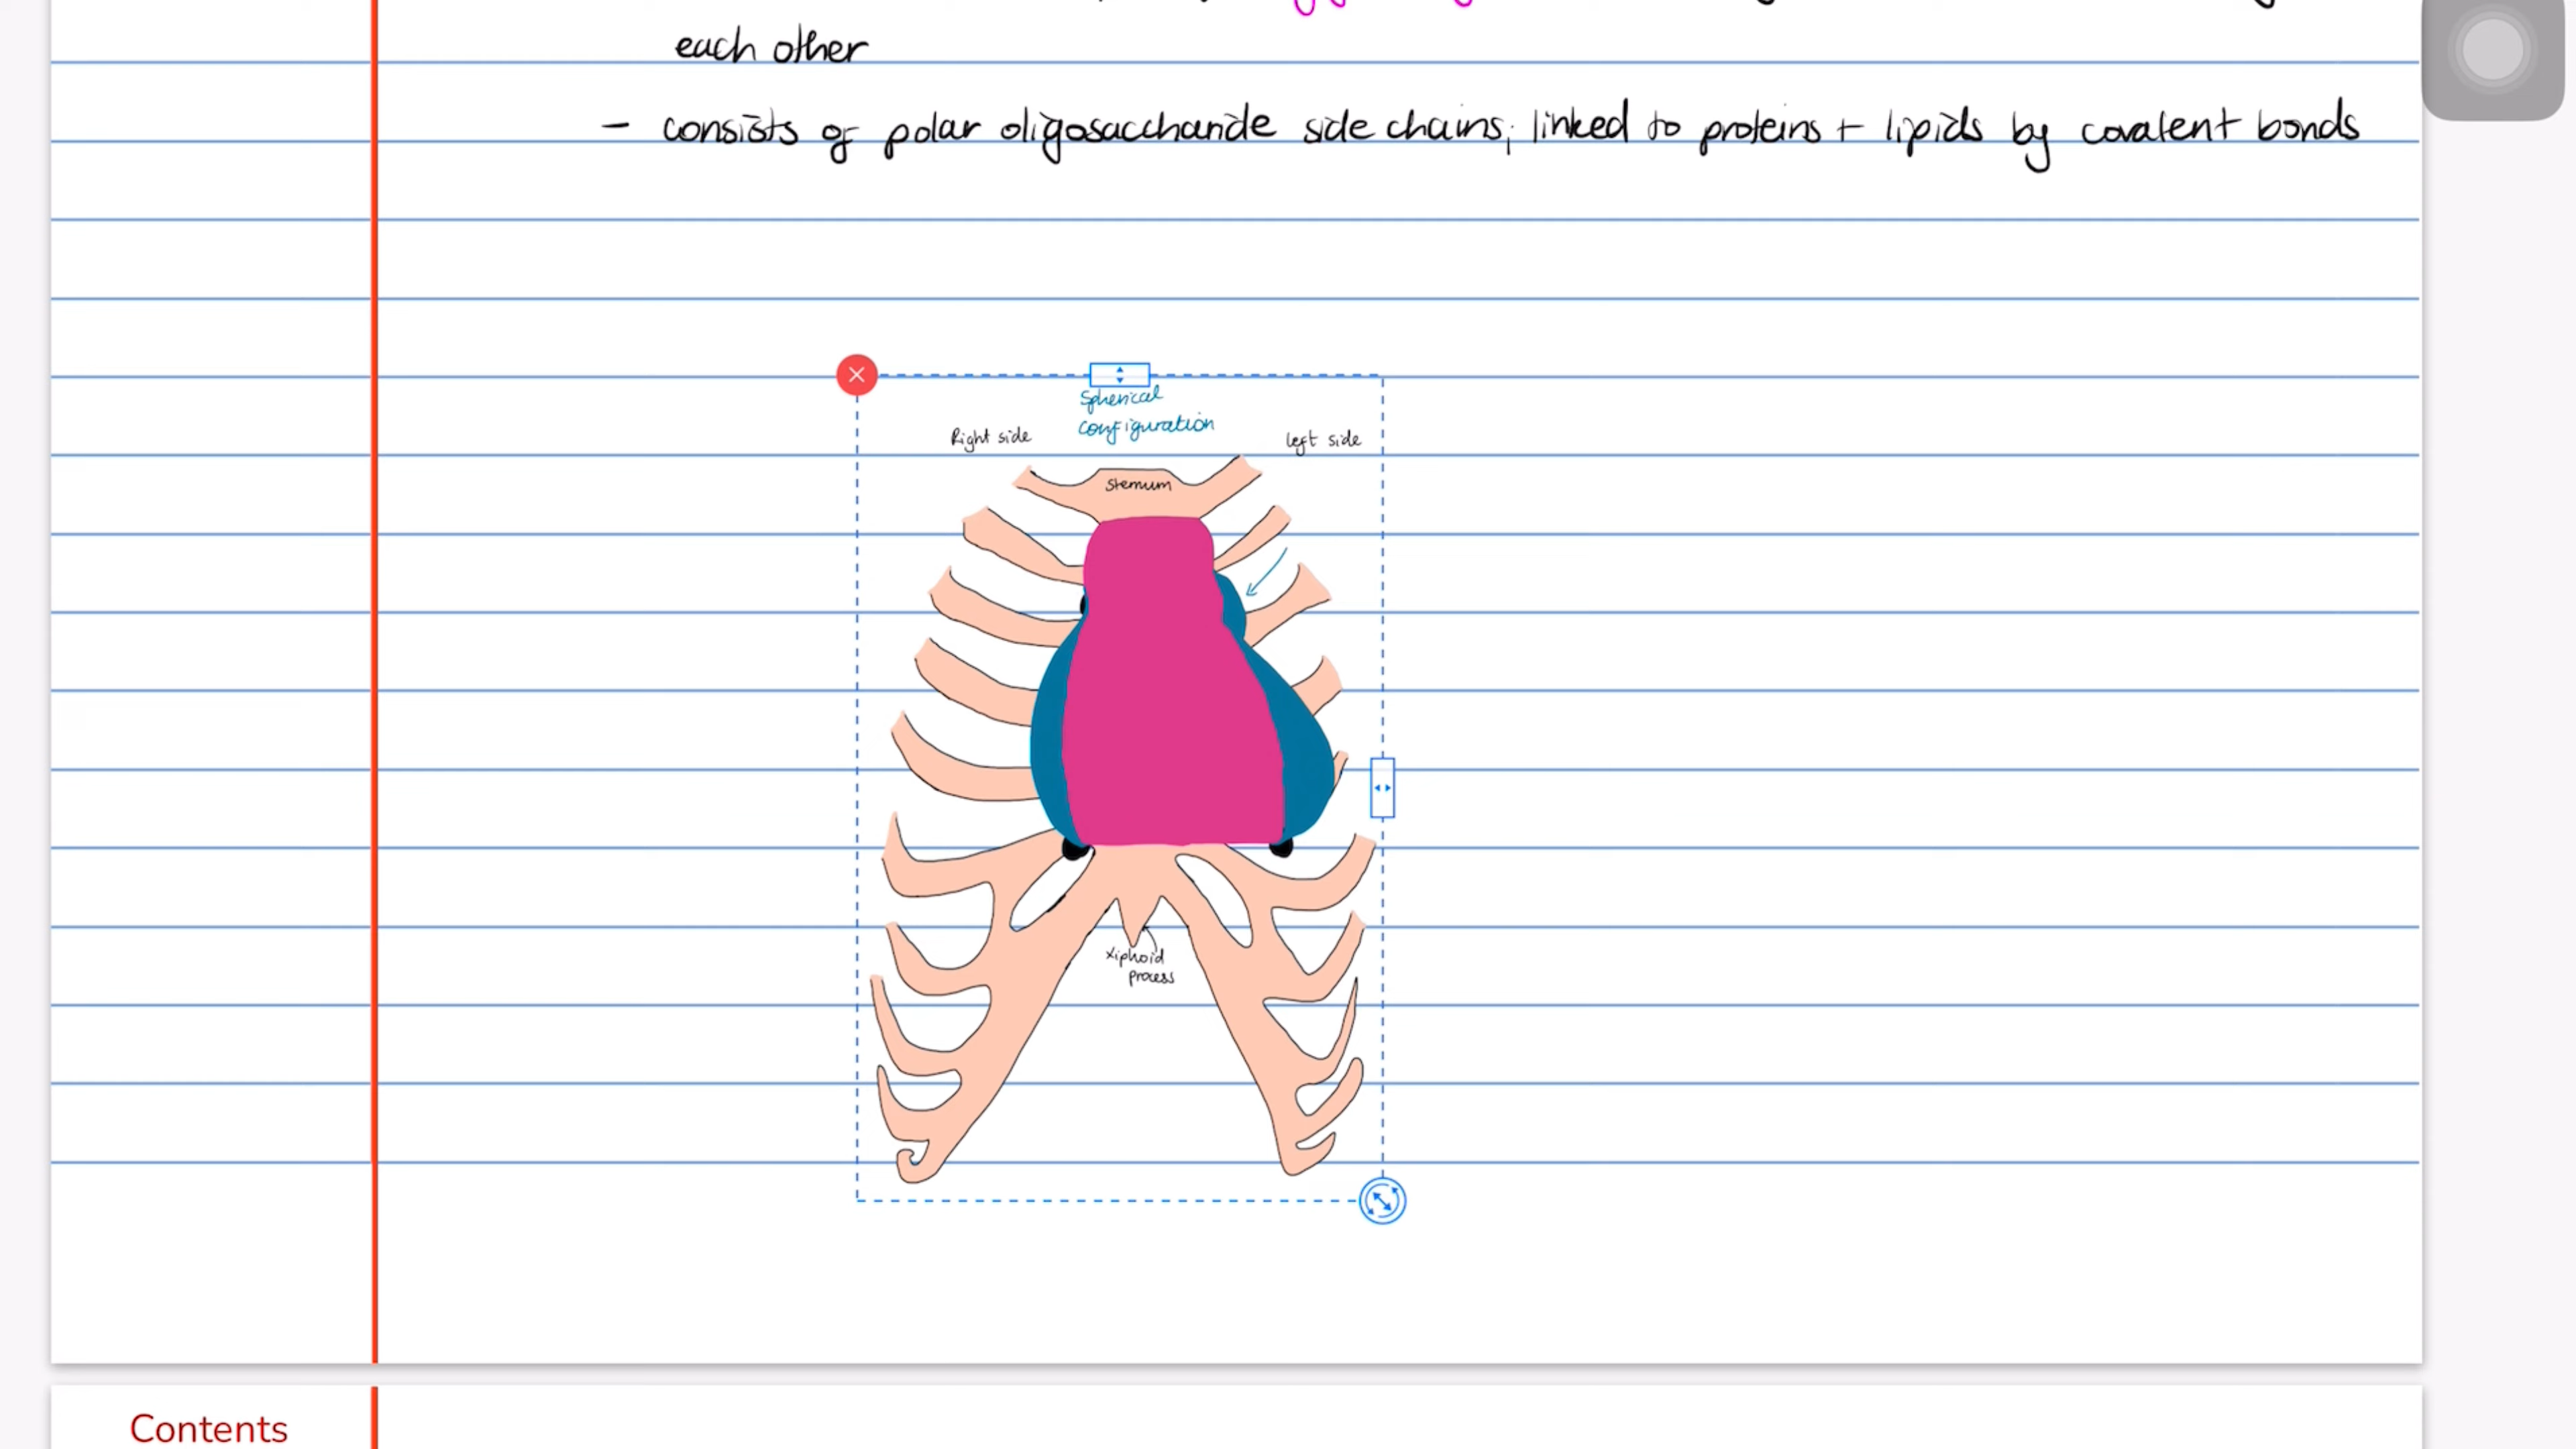 each other
- consists of polar oligosaccharide side chains; linked to proteins + lipids by covalent bonds
Spherical
configuration
Right side
left side
Sternum
xiphoid
process
Contents